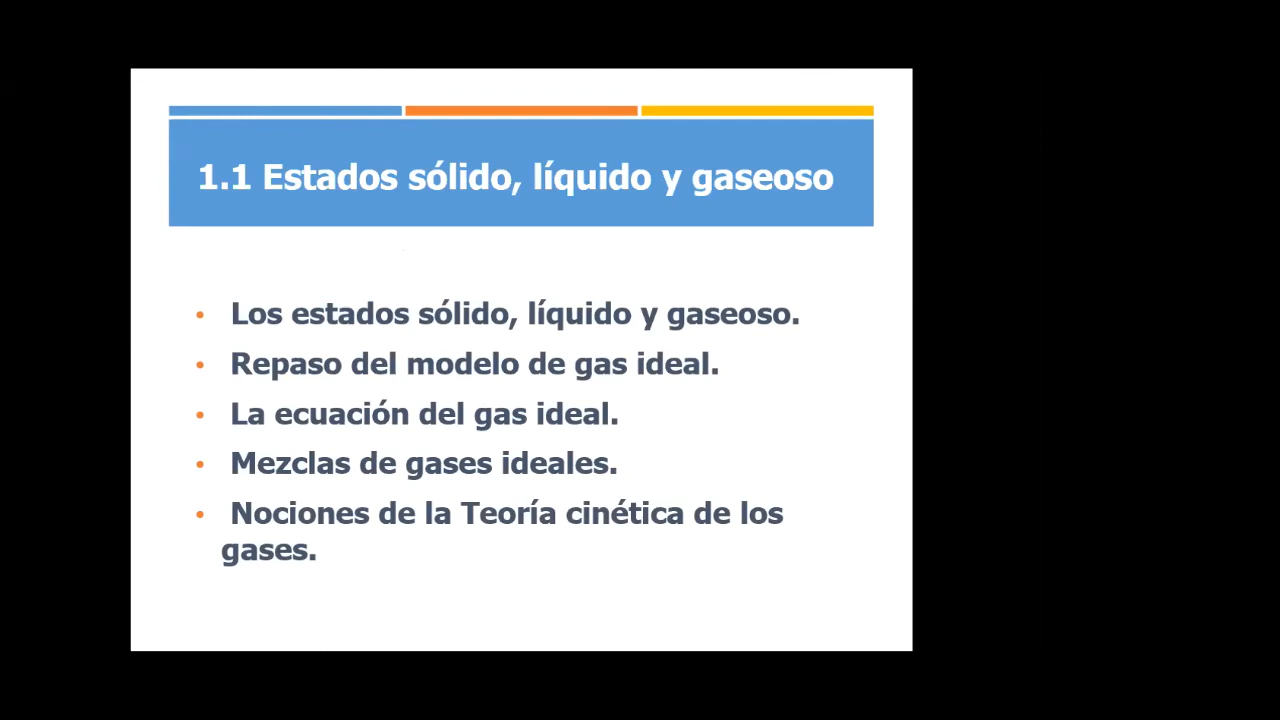 1.1 Estados sólido, líquido y gaseoso
• Los estados sólido, líquido y gaseoso.
• Repaso del modelo de gas ideal.
• La ecuación del gas ideal.
• Mezclas de gases ideales.
• Nociones de la Teoría cinética de los
gases.